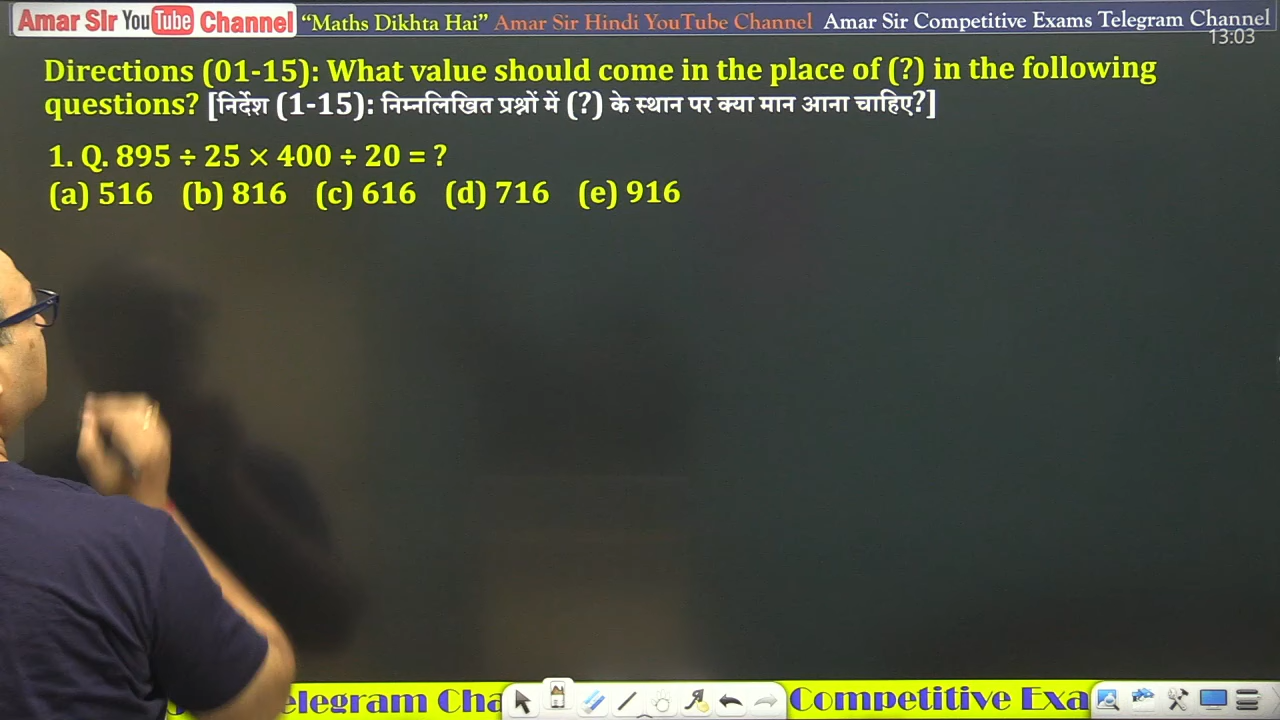 Amar Sir YouTube Channel "Maths Dikhta Hai" Amar Sir Hindi YouTube Channel Amar Sir Competitive Exams Telegram Channel
13:03
Directions (01-15): What value should come in the place of (?) in the following
questions? [निर्देश (1-15): निम्नलिखित प्रश्नों में (?) के स्थान पर क्या मान आना चाहिए?]
1. Q. 895 ÷ 25 × 400 ÷ 20 = ?
(a) 516 (b) 816 (c) 616 (d) 716 (e) 916
elegram Cha Competitive Exa